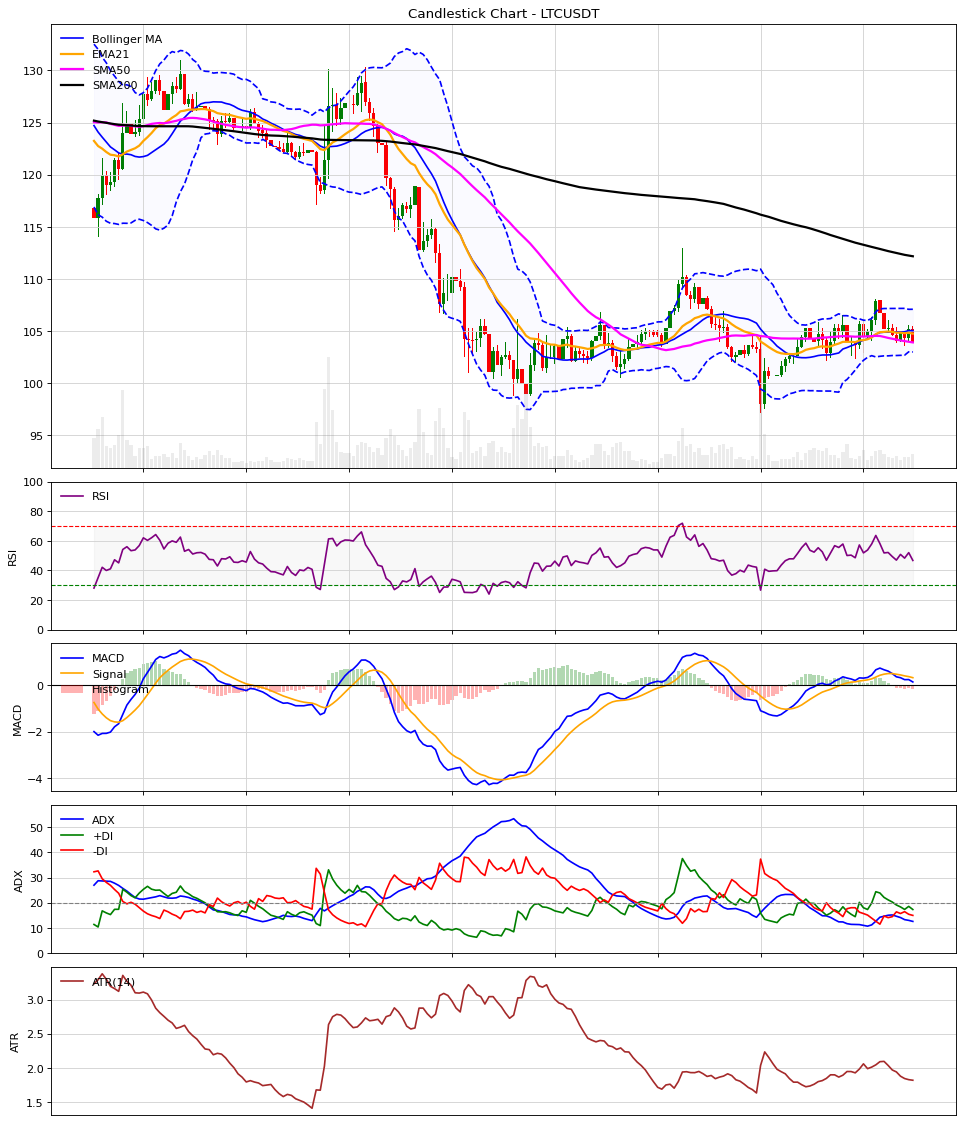 Candlestick Chart - LTCUSDT
Bollinger MA
EMA21
SMA50
SMA200
130
125
120
115
110
105
100
95
RSI
100
80
60
40
20
0
RSI
MACD
Signal
Histogram
0
−2
−4
MACD
ADX
+DI
-DI
50
40
30
20
10
0
ADX
ATR(14)
3.0
2.5
2.0
1.5
ATR